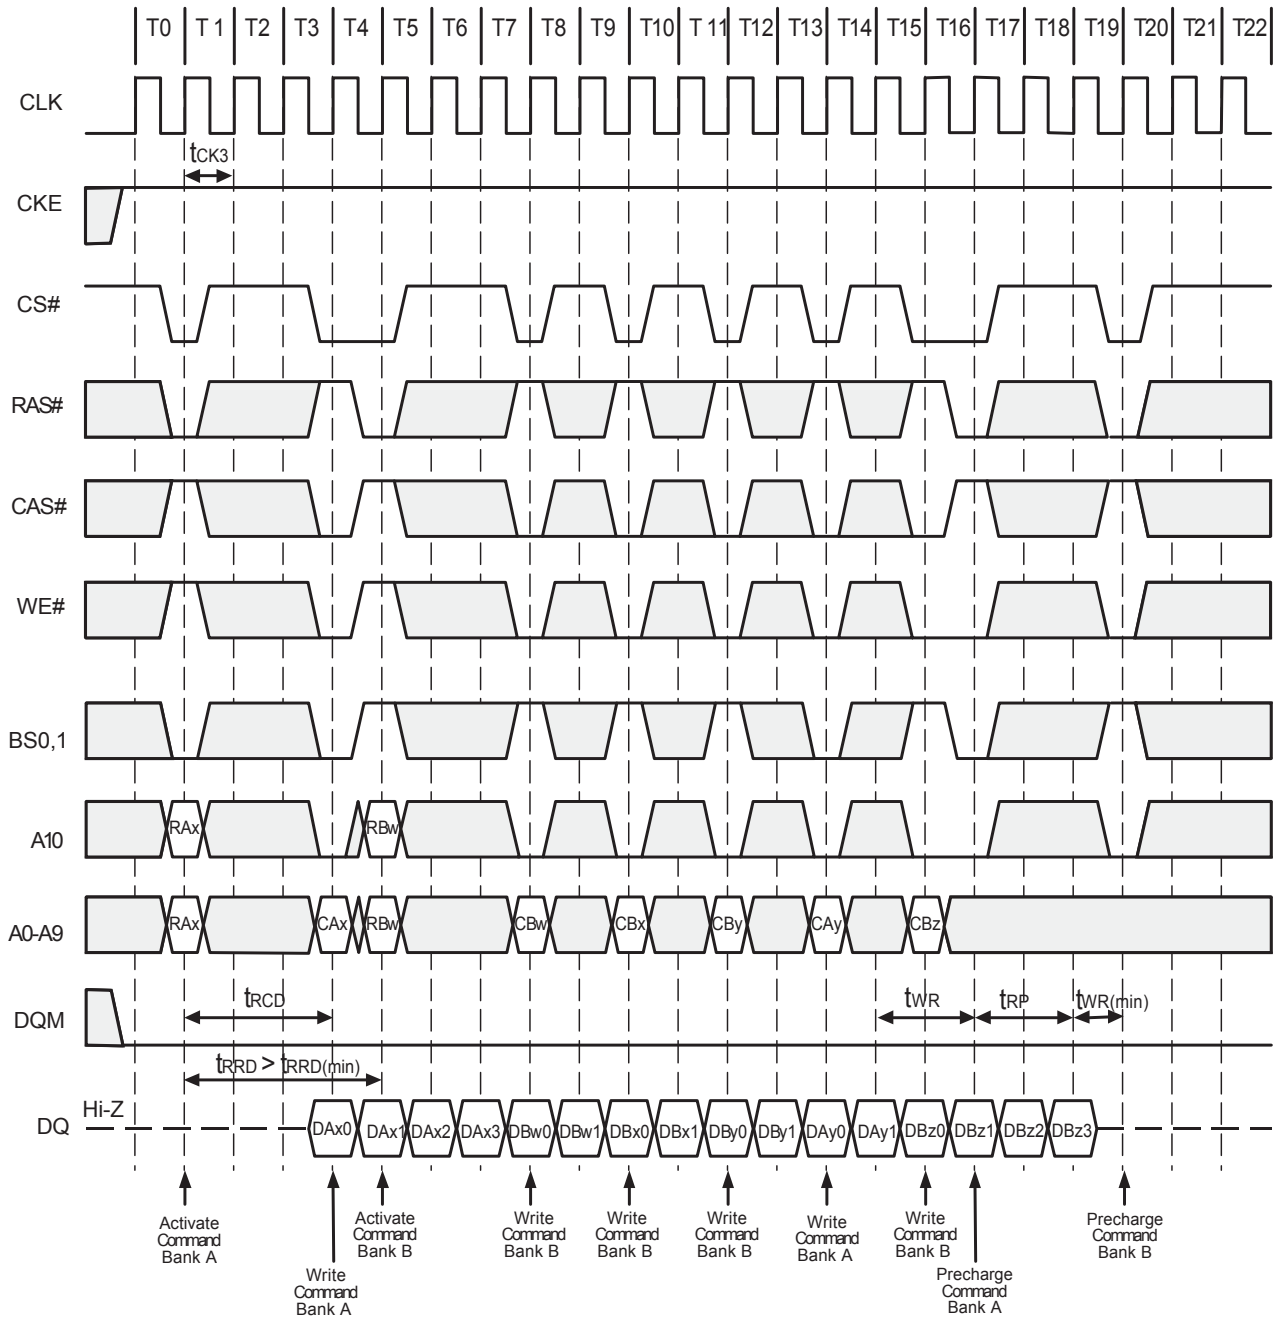 T0 T 1 T2 T3 T4 T5 T6 T7 T8 T9 T10 T 11 T12 T13 T14 T15 T16 T17 T18 T19 T20 T21 T22
CLK
tCK3
CKE
CS#
RAS#
CAS#
WE#
BS0,1
A10
RAx RBw
A0-A9
RAx CAx RBw CBw CBx CBy CAy CBz
DQM
tRCD tWR tRP tWR(min)
tRRD > tRRD(min)
DQ
Hi-Z
DAx0 DAx1 DAx2 DAx3 DBw0 DBw1 DBx0 DBx1 DBy0 DBy1 DAy0 DAy1 DBz0 DBz1 DBz2 DBz3
Activate
Command
Bank A
Write
Command
Bank A
Activate
Command
Bank B
Write
Command
Bank B
Write
Command
Bank B
Write
Command
Bank B
Write
Command
Bank A
Write
Command
Bank B
Precharge
Command
Bank A
Precharge
Command
Bank B